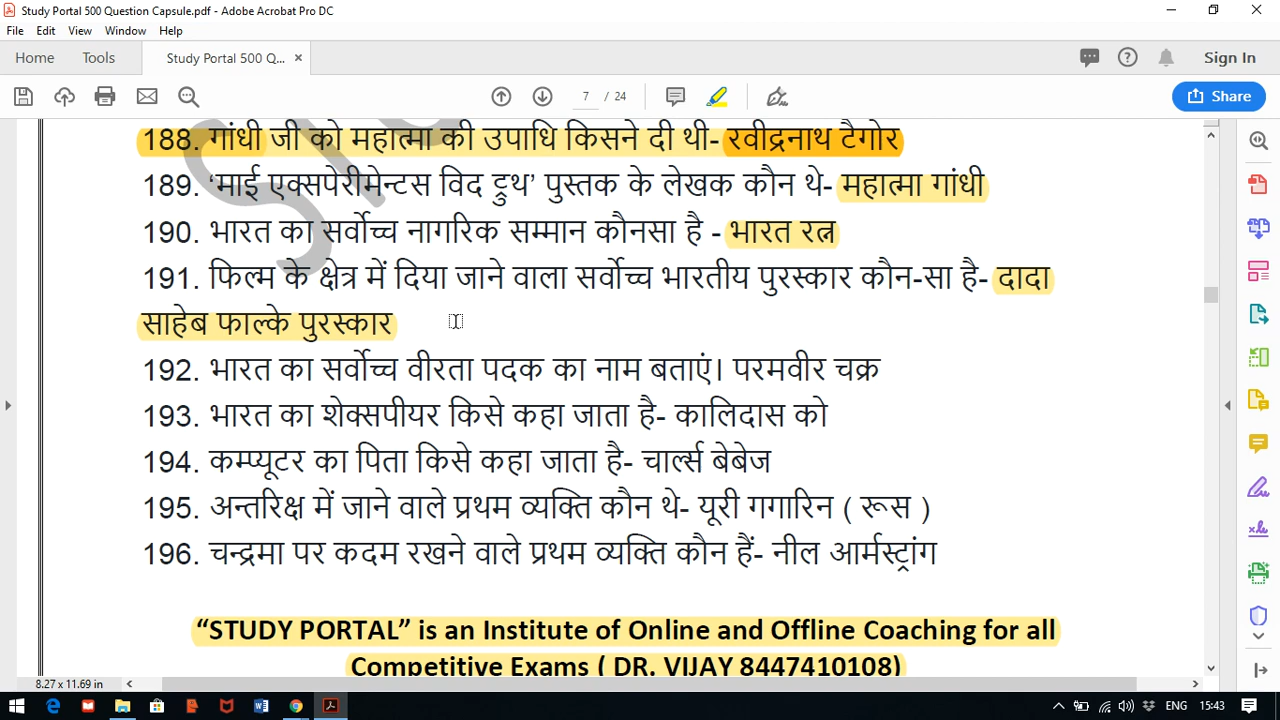 Study Portal 500 Question Capsule.pdf - Adobe Acrobat Pro DC
File Edit View Window Help
Home Tools Study Portal 500 Q... × Sign In
7 / 24 Share
188. गांधी जी को महात्मा की उपाधि किसने दी थी- रवीद्रनाथ टैगोर
189. ‘माई एक्सपेरीमेन्टस विद ट्रुथ’ पुस्तक के लेखक कौन थे- महात्मा गांधी
190. भारत का सर्वोच्च नागरिक सम्मान कौनसा है - भारत रत्न
191. फिल्म के क्षेत्र में दिया जाने वाला सर्वोच्च भारतीय पुरस्कार कौन-सा है- दादा
साहेब फाल्के पुरस्कार
192. भारत का सर्वोच्च वीरता पदक का नाम बताएं। परमवीर चक्र
193. भारत का शेक्सपीयर किसे कहा जाता है- कालिदास को
194. कम्प्यूटर का पिता किसे कहा जाता है- चार्ल्स बेबेज
195. अन्तरिक्ष में जाने वाले प्रथम व्यक्ति कौन थे- यूरी गगारिन ( रूस )
196. चन्द्रमा पर कदम रखने वाले प्रथम व्यक्ति कौन हैं- नील आर्मस्ट्रांग
“STUDY PORTAL” is an Institute of Online and Offline Coaching for all
Competitive Exams ( DR. VIJAY 8447410108)
8.27 x 11.69 in
ENG 15:43